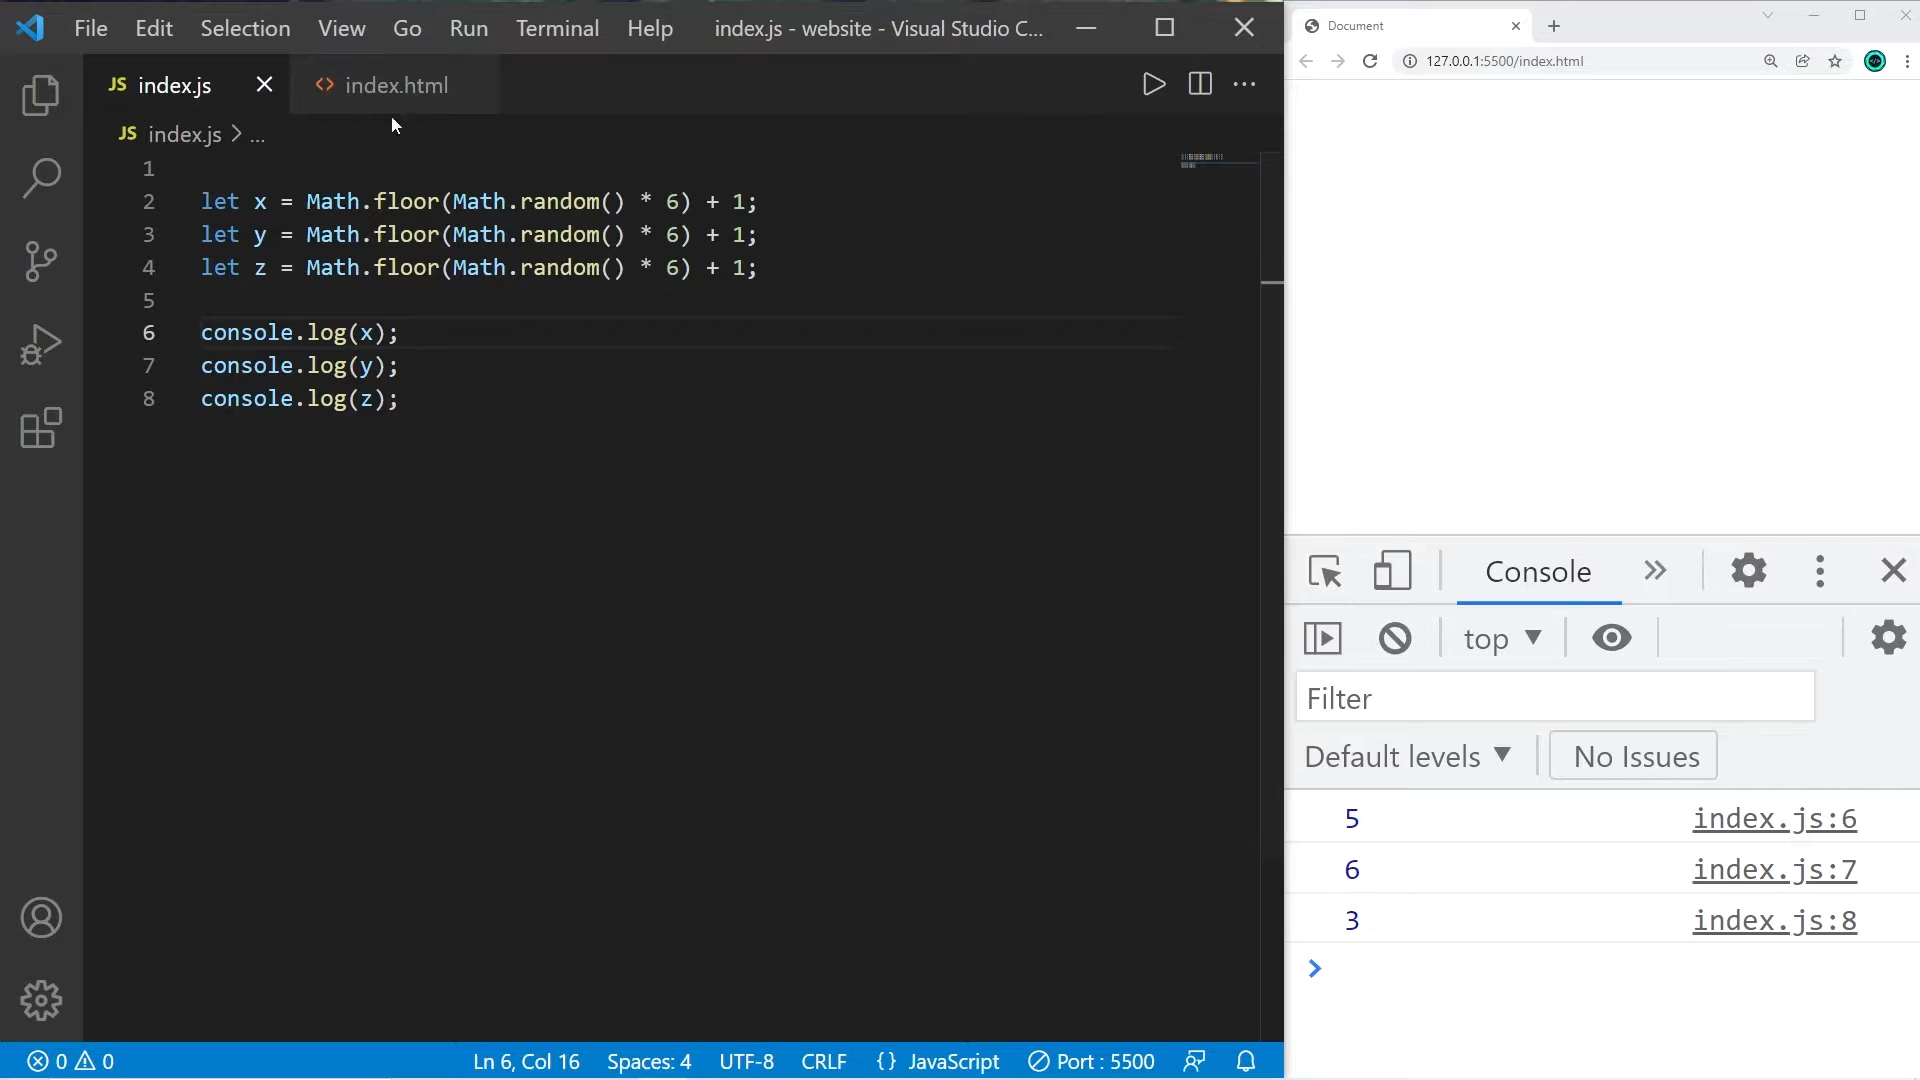 File Edit Selection View Go Run Terminal Help index.js - website - Visual Studio C...
JS index.js index.html
JS index.js > ...
1
2 let x = Math.floor(Math.random() * 6) + 1;
3 let y = Math.floor(Math.random() * 6) + 1;
4 let z = Math.floor(Math.random() * 6) + 1;
5
6 console.log(x);
7 console.log(y);
8 console.log(z);
0 0 Ln 6, Col 16 Spaces: 4 UTF-8 CRLF {} JavaScript Port : 5500
Document
127.0.0.1:5500/index.html
Console
top
Filter
Default levels No Issues
5 index.js:6
6 index.js:7
3 index.js:8